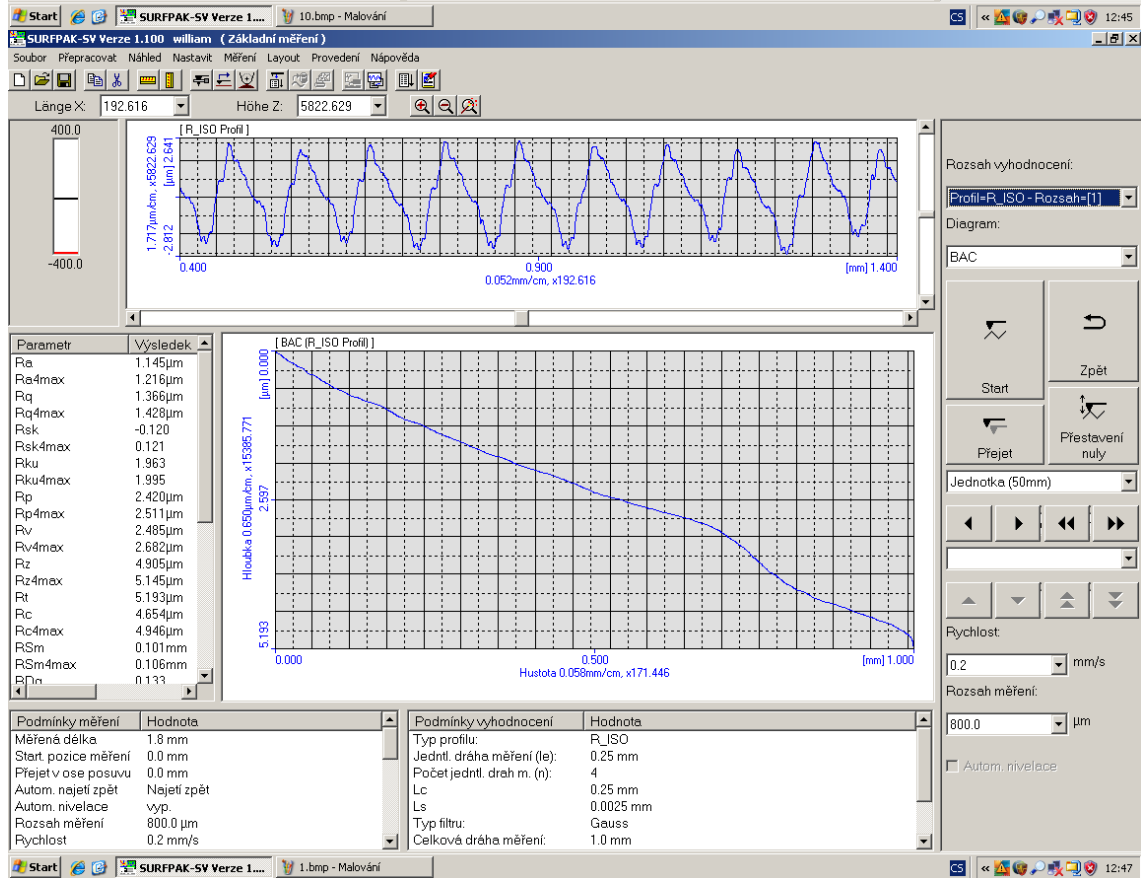 Start SURFPAK-SV Verze 1.... 10.bmp - Malování CS « 12:45
SURFPAK-SV Verze 1.100 william ( Základní měření )
Soubor Přepracovat Náhled Nastavit Měření Layout Provedení Nápověda
Länge X: 192.616 Höhe Z: 5822.629
400.0
-400.0
[ R_ISO Profil ]
1.717µm/cm, x5822.629
-2.812 [µm] 2.641
0.400 0.900 [mm] 1.400
0.052mm/cm, x192.616
Rozsah vyhodnocení:
Profil=R_ISO - Rozsah=[1]
Diagram:
BAC
Start
Zpět
Přejet
Přestavení nuly
Jednotka (50mm)
Rychlost:
0.2 mm/s
Rozsah měření:
800.0 µm
Autom. nivelace
Parametr Výsledek
Ra 1.145µm
Ra4max 1.216µm
Rq 1.366µm
Rq4max 1.428µm
Rsk -0.120
Rsk4max 0.121
Rku 1.963
Rku4max 1.995
Rp 2.420µm
Rp4max 2.511µm
Rv 2.485µm
Rv4max 2.682µm
Rz 4.905µm
Rz4max 5.145µm
Rt 5.193µm
Rc 4.654µm
Rc4max 4.946µm
RSm 0.101mm
RSm4max 0.106mm
RDq 0.133
[ BAC (R_ISO Profil) ]
Hloubka 0.650µm/cm, x15385.771
5.193 2.597 [µm] 0.000
0.000 0.500 [mm] 1.000
Hustota 0.058mm/cm, x171.446
Podmínky měření Hodnota
Měřená délka 1.8 mm
Start. pozice měření 0.0 mm
Přejet v ose posuvu 0.0 mm
Autom. najetí zpět Najetí zpět
Autom. nivelace vyp.
Rozsah měření 800.0 µm
Rychlost 0.2 mm/s
Podmínky vyhodnocení Hodnota
Typ profilu: R_ISO
Jedntl. dráha měření (le): 0.25 mm
Počet jedntl. drah m. (n): 4
Lc 0.25 mm
Ls 0.0025 mm
Typ filtru: Gauss
Celková dráha měření: 1.0 mm
Start SURFPAK-SV Verze 1.... 1.bmp - Malování CS « 12:47